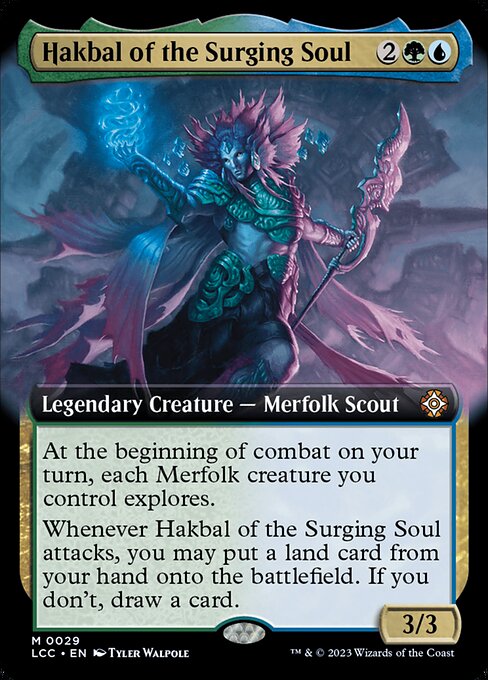 Hakbal of the Surging Soul 2
Legendary Creature — Merfolk Scout
At the beginning of combat on your
turn, each Merfolk creature you
control explores.
Whenever Hakbal of the Surging Soul
attacks, you may put a land card from
your hand onto the battlefield. If you
don't, draw a card.
3/3
M 0029
LCC • EN Tyler Walpole
™ & © 2023 Wizards of the Coast